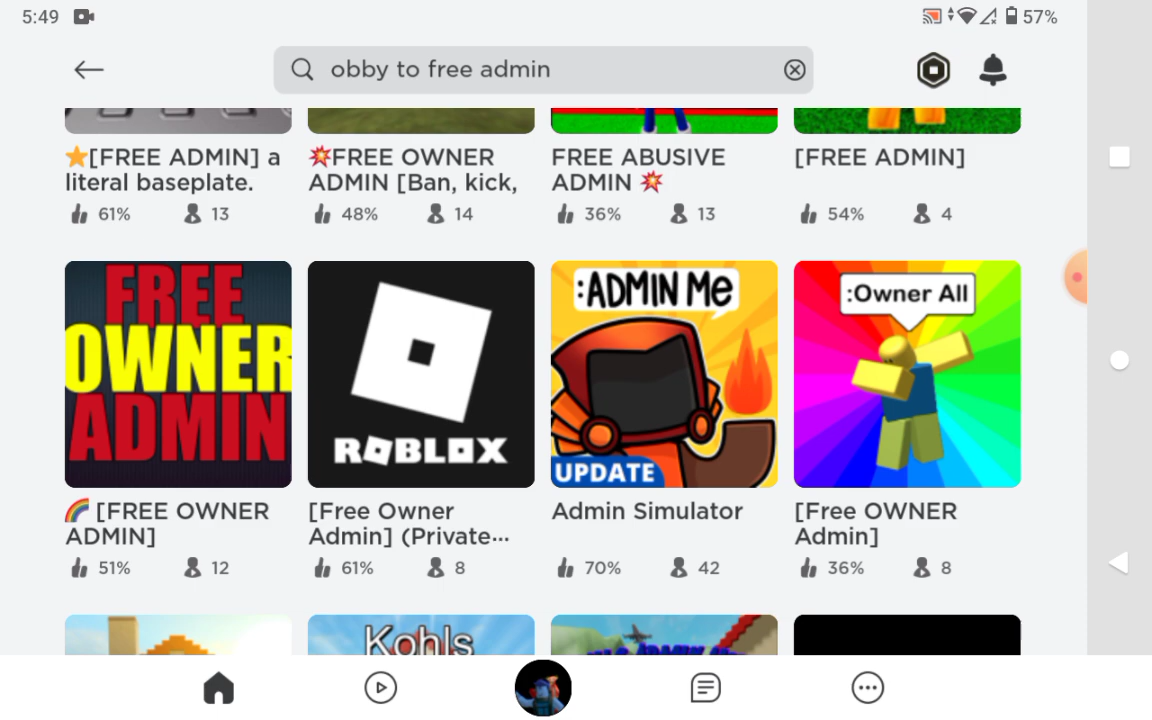 5:49
57%
obby to free admin
⭐[FREE ADMIN] a
literal baseplate.
61% 13
💥FREE OWNER
ADMIN [Ban, kick,
48% 14
FREE ABUSIVE
ADMIN 💥
36% 13
[FREE ADMIN]
54% 4
FREE
OWNER
ADMIN
ROBLOX
:ADMIN Me
UPDATE
:Owner All
🌈 [FREE OWNER
ADMIN]
51% 12
[Free Owner
Admin] (Private...
61% 8
Admin Simulator
70% 42
[Free OWNER
Admin]
36% 8
Kohls